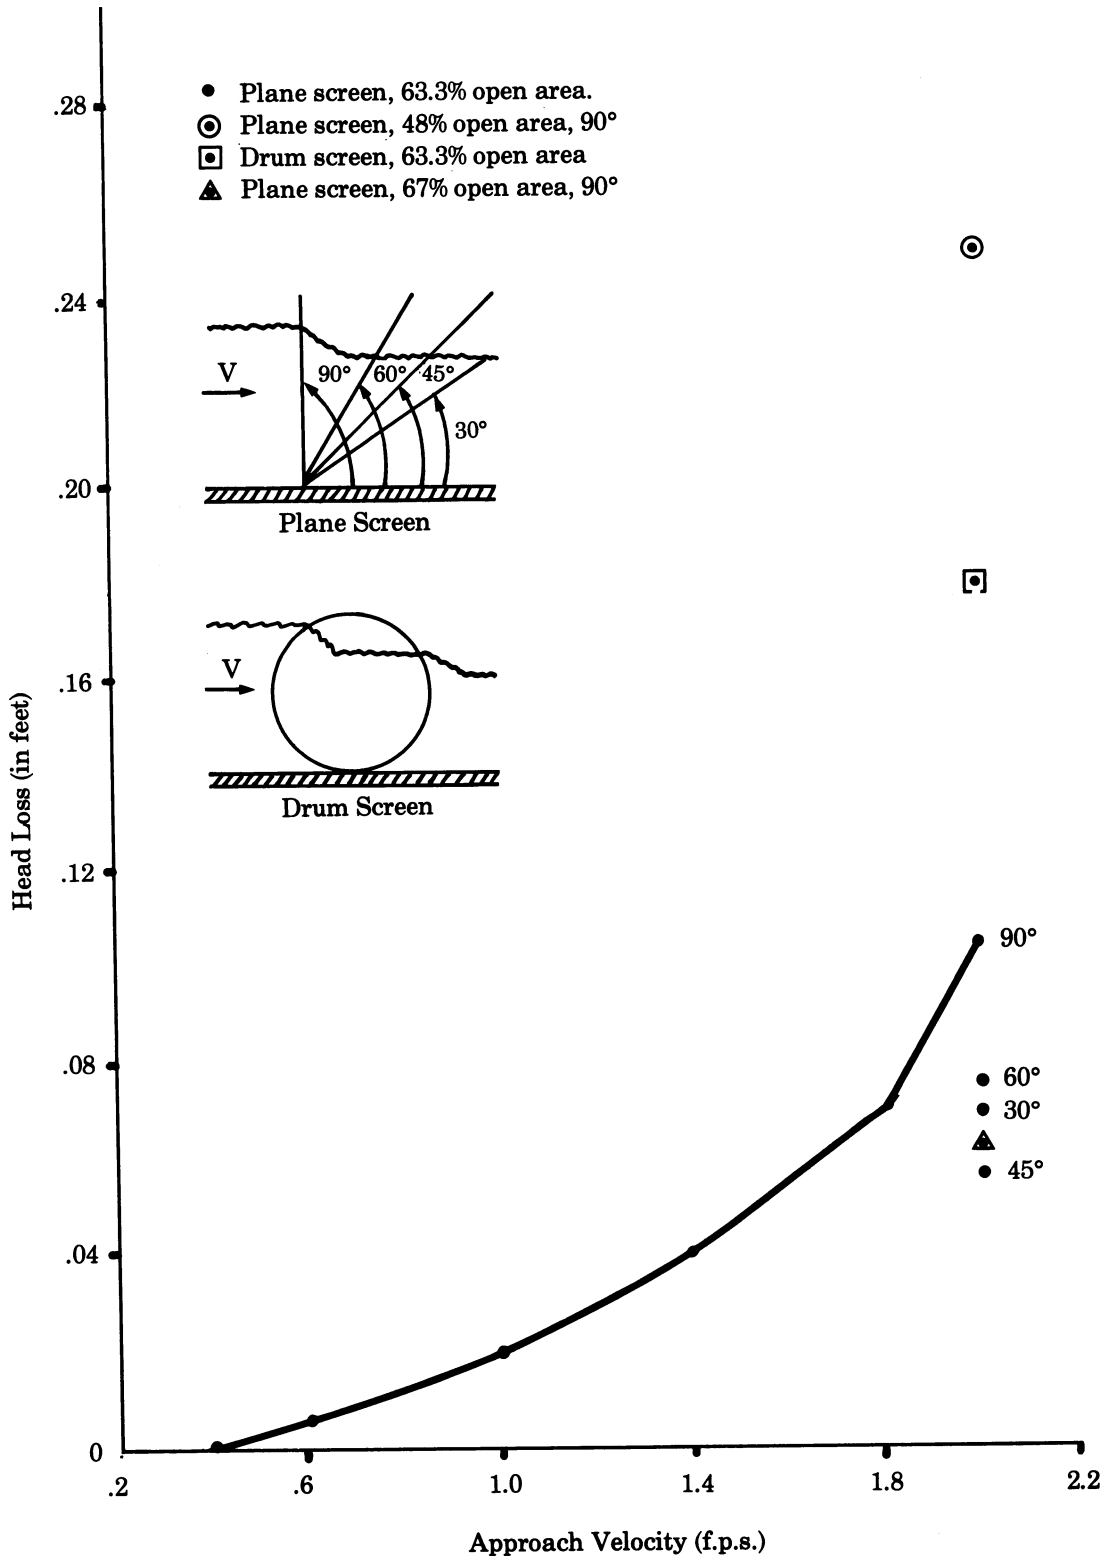 Plane screen, 63.3% open area.
Plane screen, 48% open area, 90°
Drum screen, 63.3% open area
Plane screen, 67% open area, 90°
.28
.24
.20
.16
.12
.08
.04
0
Head Loss (in feet)
V
90°
60°
45°
30°
Plane Screen
V
Drum Screen
90°
60°
30°
45°
.2
.6
1.0
1.4
1.8
2.2
Approach Velocity (f.p.s.)